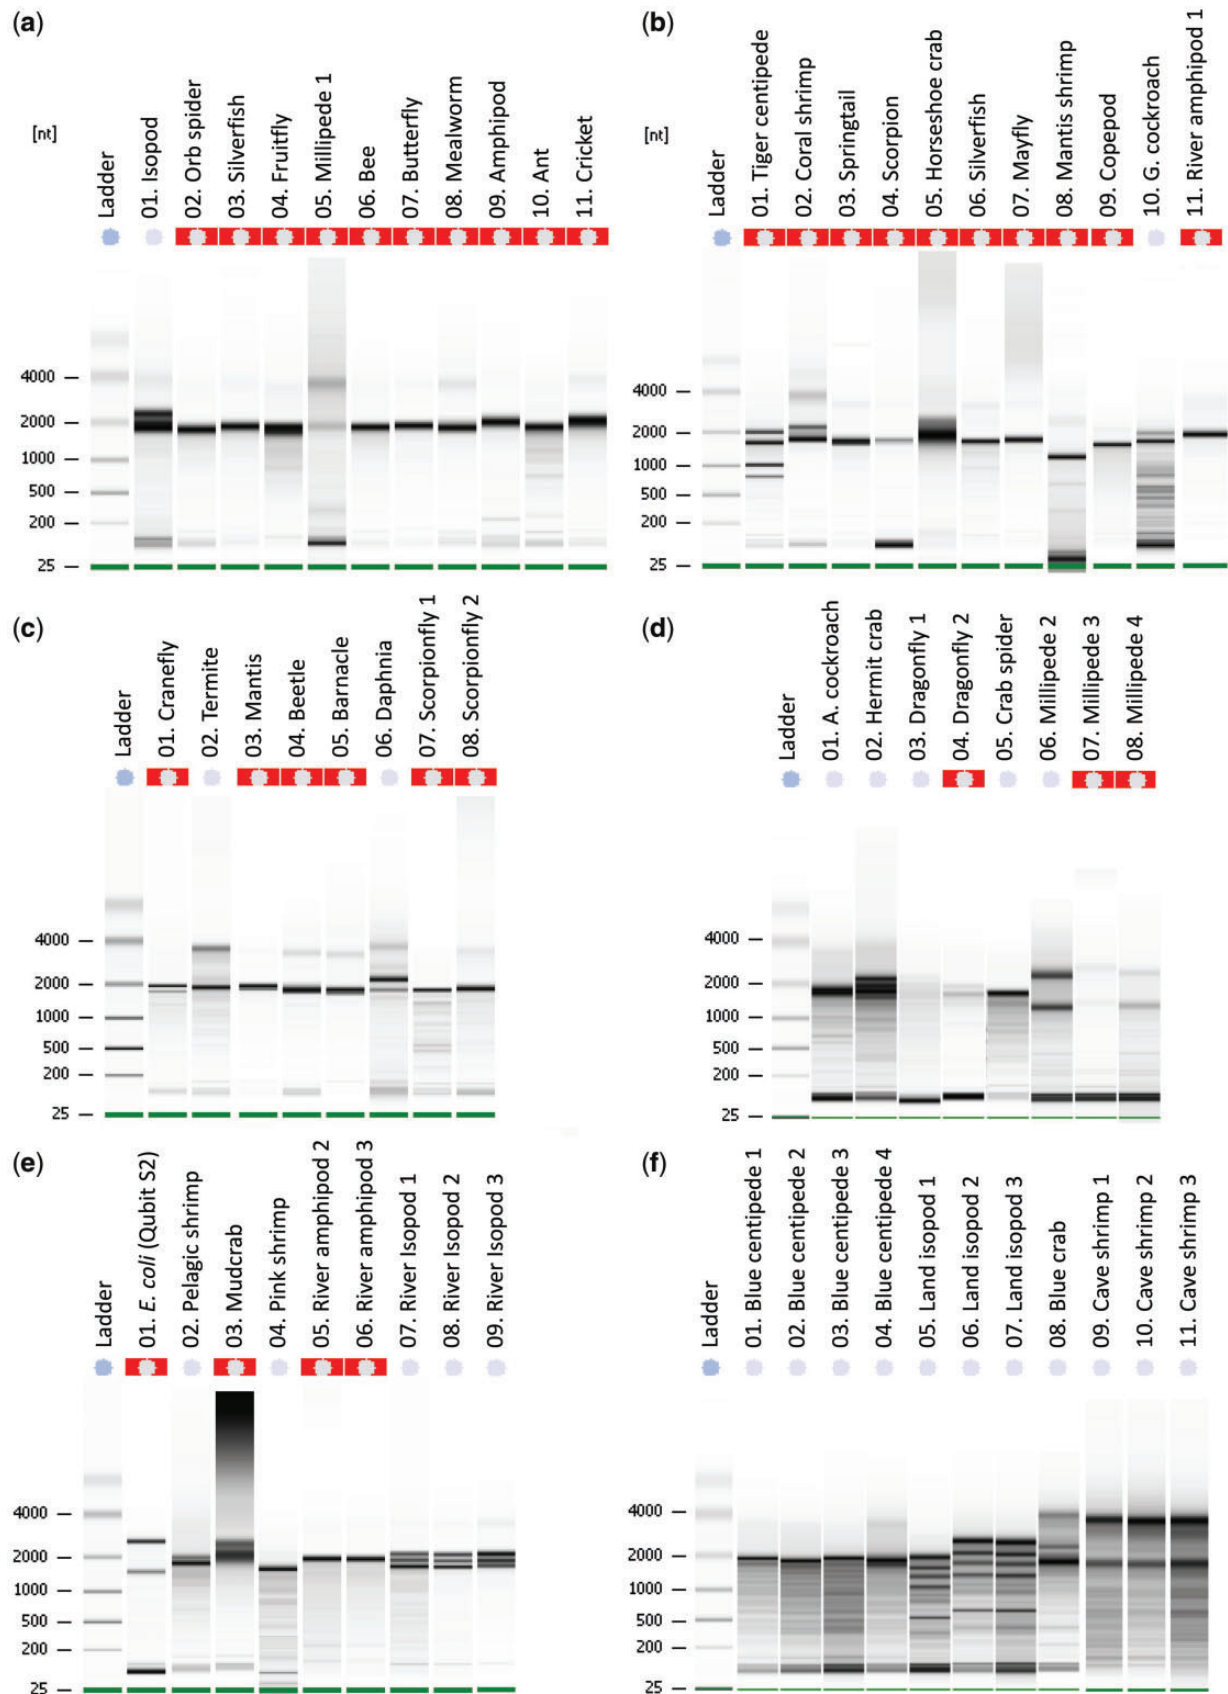 (a)
[nt]
Ladder
01. Isopod
02. Orb spider
03. Silverfish
04. Fruitfly
05. Millipede 1
06. Bee
07. Butterfly
08. Mealworm
09. Amphipod
10. Ant
11. Cricket
4000
2000
1000
500
200
25
(b)
[nt]
Ladder
01. Tiger centipede
02. Coral shrimp
03. Springtail
04. Scorpion
05. Horseshoe crab
06. Silverfish
07. Mayfly
08. Mantis shrimp
09. Copepod
10. G. cockroach
11. River amphipod 1
4000
2000
1000
500
200
25
(c)
Ladder
01. Cranefly
02. Termite
03. Mantis
04. Beetle
05. Barnacle
06. Daphnia
07. Scorpionfly 1
08. Scorpionfly 2
4000
2000
1000
500
200
25
(d)
Ladder
01. A. cockroach
02. Hermit crab
03. Dragonfly 1
04. Dragonfly 2
05. Crab spider
06. Millipede 2
07. Millipede 3
08. Millipede 4
4000
2000
1000
500
200
25
(e)
Ladder
01. E. coli (Qubit S2)
02. Pelagic shrimp
03. Mudcrab
04. Pink shrimp
05. River amphipod 2
06. River amphipod 3
07. River Isopod 1
08. River Isopod 2
09. River Isopod 3
4000
2000
1000
500
200
25
(f)
Ladder
01. Blue centipede 1
02. Blue centipede 2
03. Blue centipede 3
04. Blue centipede 4
05. Land isopod 1
06. Land isopod 2
07. Land isopod 3
08. Blue crab
09. Cave shrimp 1
10. Cave shrimp 2
11. Cave shrimp 3
4000
2000
1000
500
200
25